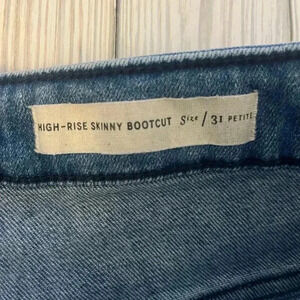 HIGH-RISE SKINNY BOOTCUT Size / 31 PETITE